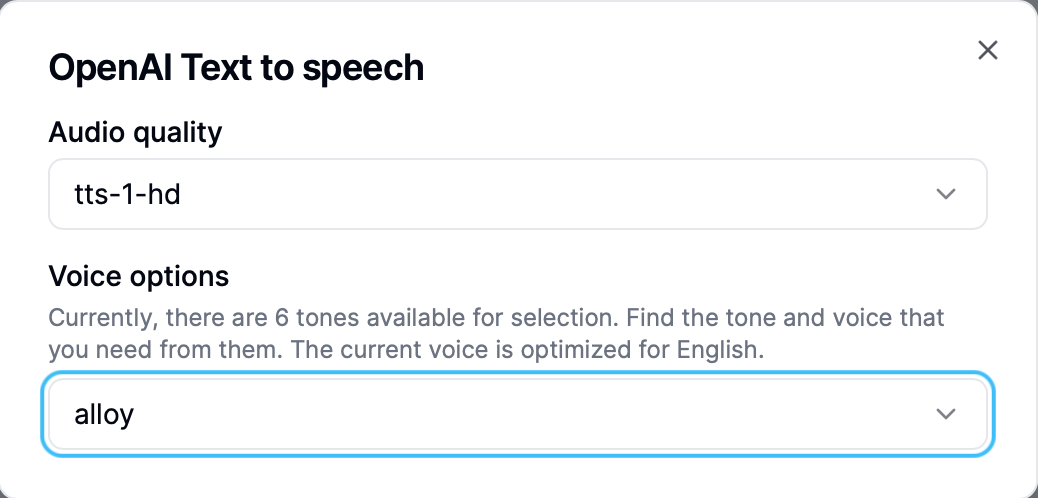 OpenAI Text to speech
Audio quality
tts-1-hd
Voice options
Currently, there are 6 tones available for selection. Find the tone and voice that
you need from them. The current voice is optimized for English.
alloy